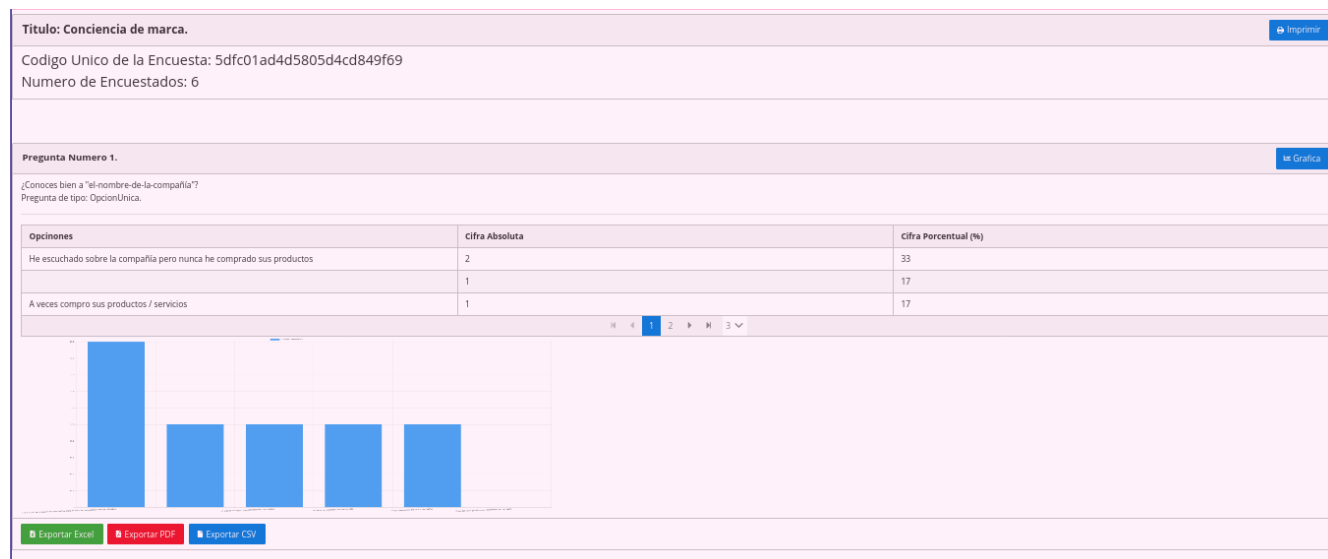 Titulo: Conciencia de marca.
Imprimir
Codigo Unico de la Encuesta: 5dfc01ad4d5805d4cd849f69
Numero de Encuestados: 6
Pregunta Numero 1.
Grafica
¿Conoces bien a "el-nombre-de-la-compañía"?
Pregunta de tipo: OpcionUnica.
Opcinones Cifra Absoluta Cifra Porcentual (%)
He escuchado sobre la compañía pero nunca he comprado sus productos 2 33
1 17
A veces compro sus productos / servicios 1 17
1 2 3
Exportar Excel Exportar PDF Exportar CSV